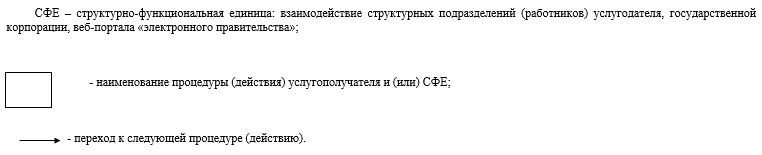 СФЕ – структурно-функциональная единица: взаимодействие структурных подразделений (работников) услугодателя, государственной
корпорации, веб-портала «электронного правительства»;
- наименование процедуры (действия) услугополучателя и (или) СФЕ;
- переход к следующей процедуре (действию).